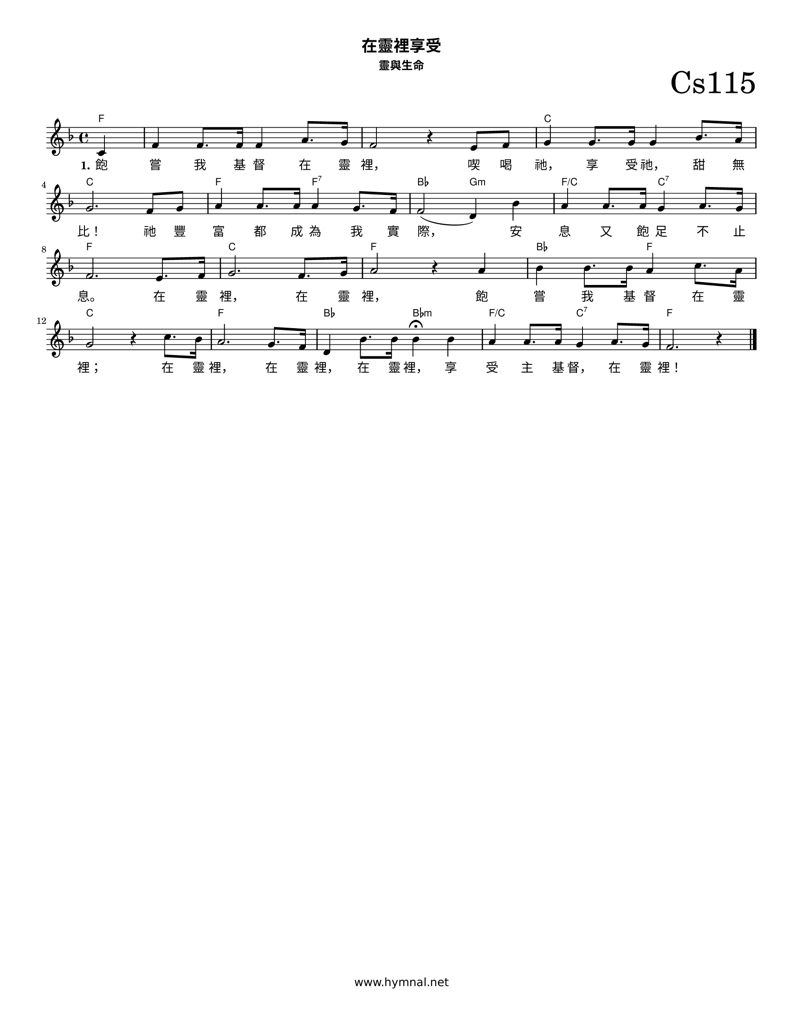 在靈裡享受
靈與生命
Cs115
F C
1. 飽 嘗 我 基 督 在 靈 裡， 喫 喝 祂， 享 受祂， 甜 無
4 C F F7 B♭ Gm F/C C7
比！ 祂 豐 富 都 成 為 我 實 際， 安 息 又 飽 足 不 止
8 F C F B♭ F
息。 在 靈 裡， 在 靈 裡， 飽 嘗 我 基 督 在 靈
12 C F B♭ B♭m F/C C7 F
裡； 在 靈 裡， 在 靈 裡， 在 靈 裡， 享 受 主 基 督， 在 靈 裡！
www.hymnal.net